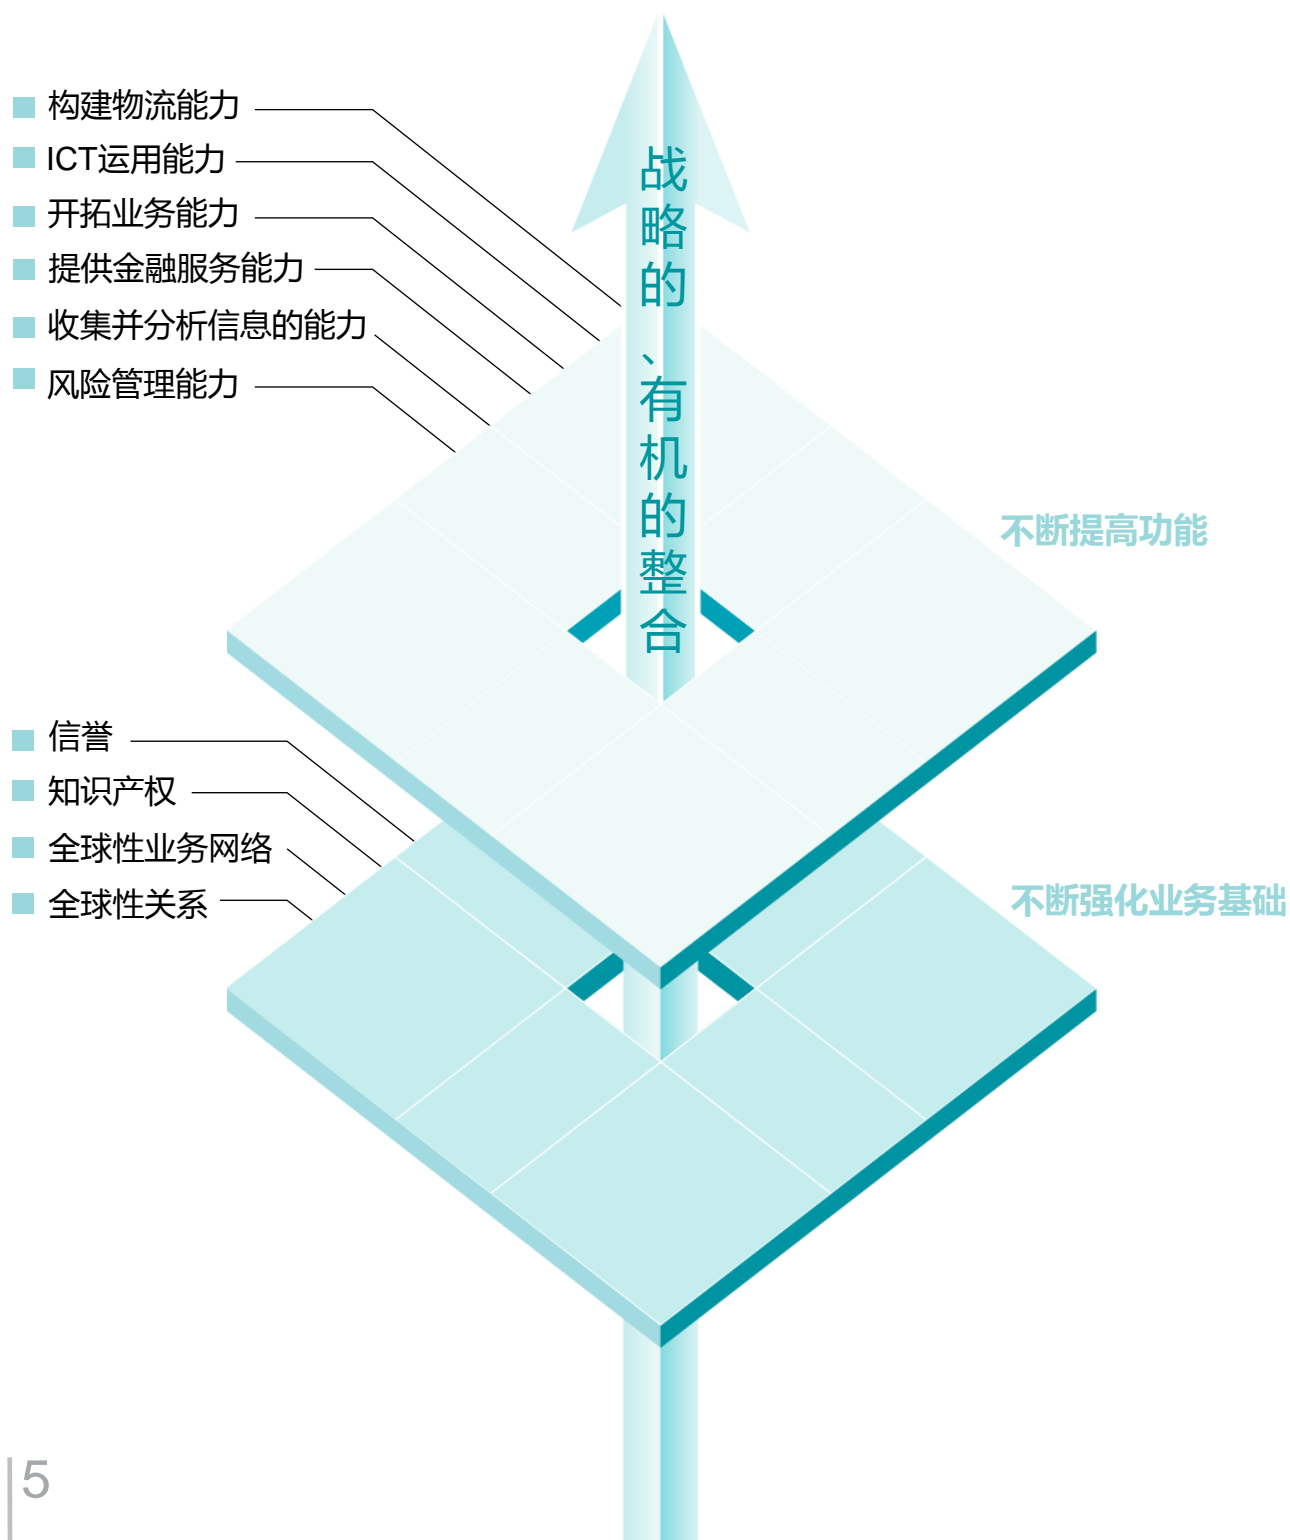 构建物流能力
ICT运用能力
开拓业务能力
提供金融服务能力
收集并分析信息的能力
风险管理能力
战略的、有机的整合
不断提高功能
信誉
知识产权
全球性业务网络
全球性关系
不断强化业务基础
5